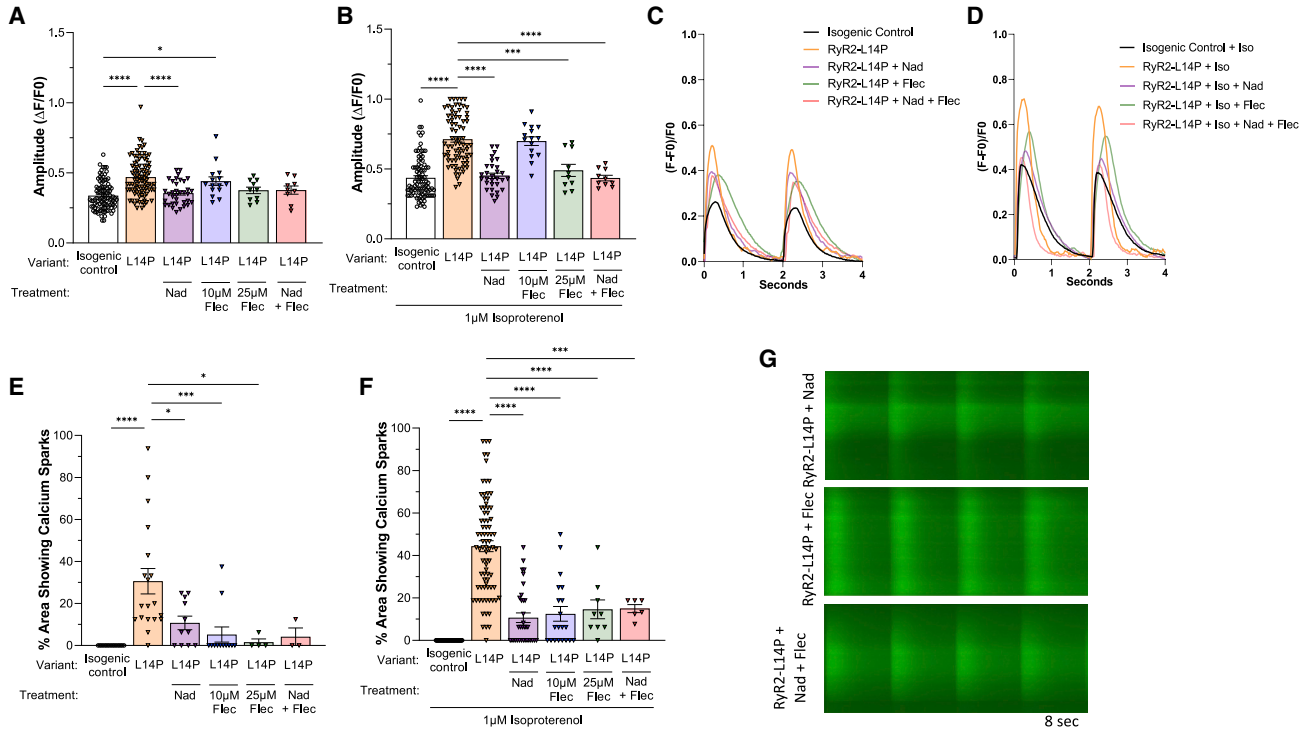 A
Amplitude (ΔF/F0)
1.5
1.0
0.5
0.0
*
****
****
Variant:
Isogenic
control
L14P
L14P
L14P
L14P
L14P
Treatment:
Nad
10μM
Flec
25μM
Flec
Nad
+ Flec
B
Amplitude (ΔF/F0)
1.5
1.0
0.5
0.0
****
***
****
****
Variant:
Isogenic
control
L14P
L14P
L14P
L14P
L14P
Treatment:
Nad
10μM
Flec
25μM
Flec
Nad
+ Flec
1μM Isoproterenol
C
(F-F0)/F0
1.0
0.8
0.6
0.4
0.2
0.0
0
1
2
3
4
Seconds
Isogenic Control
RyR2-L14P
RyR2-L14P + Nad
RyR2-L14P + Flec
RyR2-L14P + Nad + Flec
D
(F-F0)/F0
1.0
0.8
0.6
0.4
0.2
0.0
0
1
2
3
4
Seconds
Isogenic Control + Iso
RyR2-L14P + Iso
RyR2-L14P + Iso + Nad
RyR2-L14P + Iso + Flec
RyR2-L14P + Iso + Nad + Flec
E
% Area Showing Calcium Sparks
100
80
60
40
20
0
*
***
****
*
Variant:
Isogenic
control
L14P
L14P
L14P
L14P
L14P
Treatment:
Nad
10μM
Flec
25μM
Flec
Nad
+ Flec
F
% Area Showing Calcium Sparks
100
80
60
40
20
0
***
****
****
****
****
Variant:
Isogenic
control
L14P
L14P
L14P
L14P
L14P
Treatment:
Nad
10μM
Flec
25μM
Flec
Nad
+ Flec
1μM Isoproterenol
G
RyR2-L14P + Nad
RyR2-L14P + Flec
RyR2-L14P +
Nad + Flec
8 sec